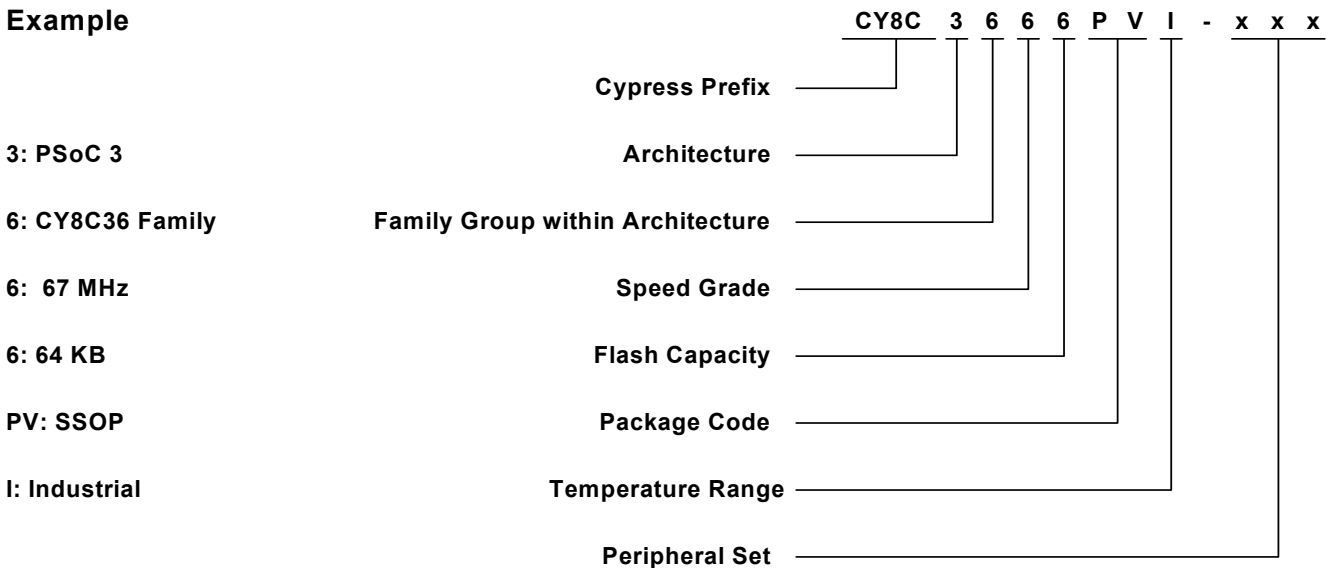 Example CY8C 3 6 6 6 P V I - x x x
Cypress Prefix
3: PSoC 3 Architecture
6: CY8C36 Family Family Group within Architecture
6: 67 MHz Speed Grade
6: 64 KB Flash Capacity
PV: SSOP Package Code
I: Industrial Temperature Range
Peripheral Set